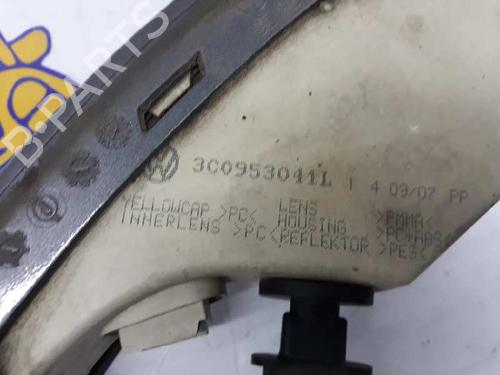 B-PARTS
3C0953041L 1 4 09/07 PP
YELLOWCAP >PC< LENS >PMMA<
INNERLENS >PC< HOUSING >PC+ABS<
REFLEKTOR >PES<